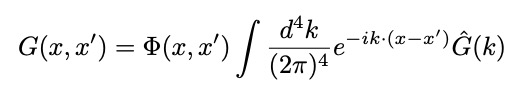 G(x, x′) = Φ(x, x′) ∫ d⁴k/(2π)⁴ e^{−ik·(x−x′)} Ĝ(k)